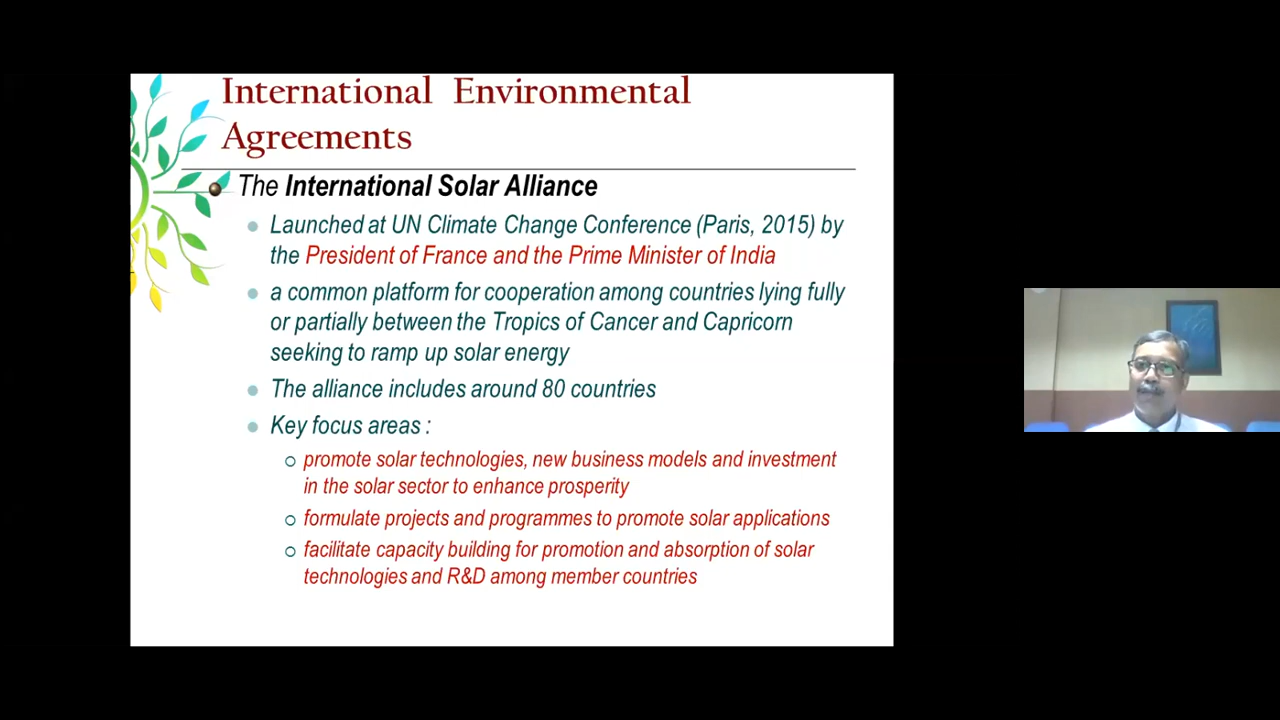 International Environmental
Agreements
The International Solar Alliance
Launched at UN Climate Change Conference (Paris, 2015) by
the President of France and the Prime Minister of India
a common platform for cooperation among countries lying fully
or partially between the Tropics of Cancer and Capricorn
seeking to ramp up solar energy
The alliance includes around 80 countries
Key focus areas :
promote solar technologies, new business models and investment
in the solar sector to enhance prosperity
formulate projects and programmes to promote solar applications
facilitate capacity building for promotion and absorption of solar
technologies and R&D among member countries